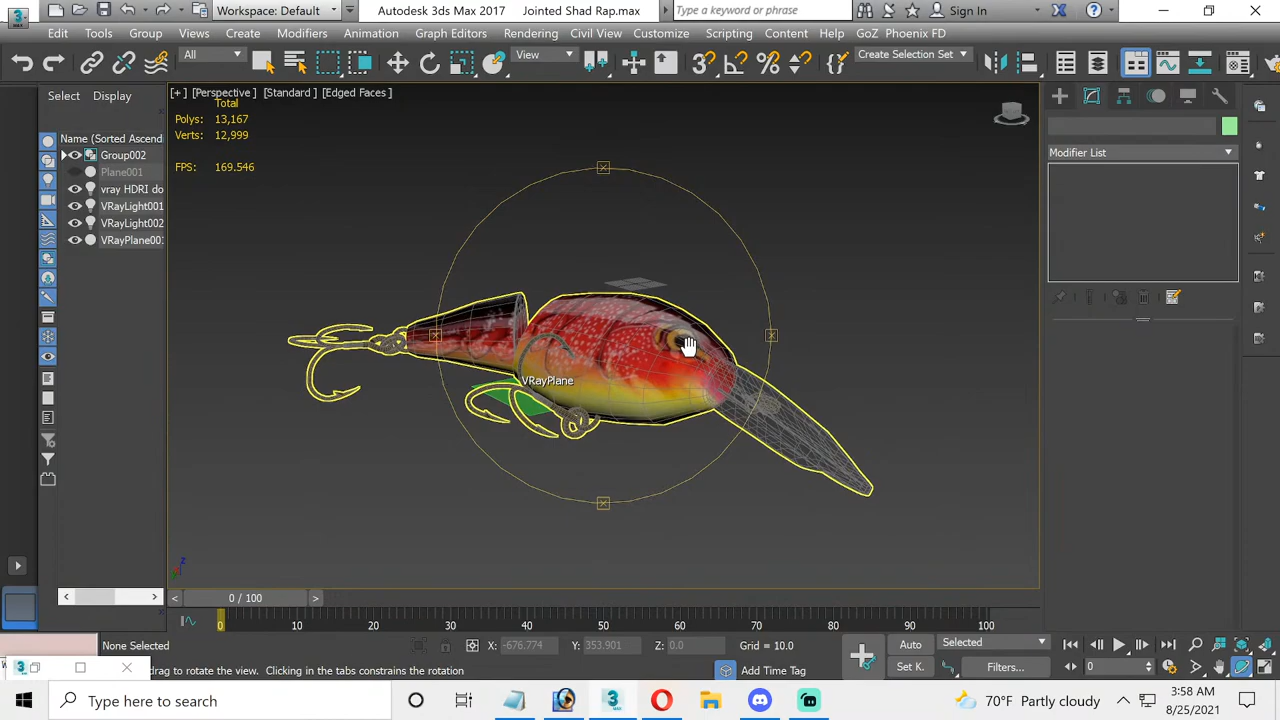 Workspace: Default
Autodesk 3ds Max 2017
Jointed Shad Rap.max
Type a keyword or phrase
Sign In
Edit Tools Group Views Create Modifiers Animation Graph Editors Rendering Civil View Customize Scripting Content Help GoZ Phoenix FD
All
View
Create Selection Set
Select Display
[+] [Perspective] [Standard] [Edged Faces]
Total
Polys: 13,167
Verts: 12,999
FPS: 169.546
Name (Sorted Ascend
Group002
Plane001
vray HDRI do
VRayLight001
VRayLight002
VRayPlane00
Modifier List
VRayPlane
z
0 / 100
0 10 20 30 40 50 60 70 80 90 100
None Selected
X: -676.774
Y: 353.901
Z: 0.0
Grid = 10.0
Auto
Selected
drag to rotate the view. Clicking in the tabs constrains the rotation
Add Time Tag
Set K.
Filters...
0
Type here to search
70°F Partly cloudy
3:58 AM
8/25/2021